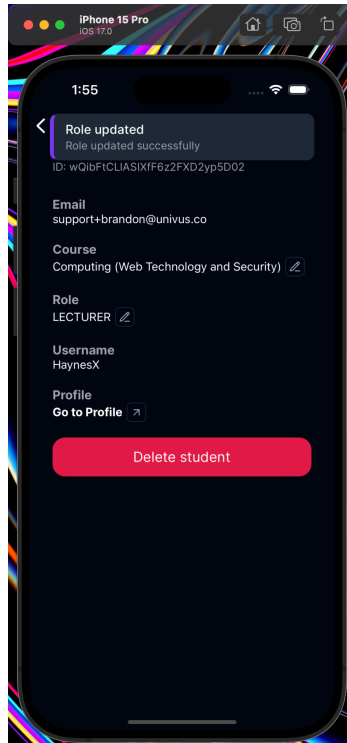 iPhone 15 Pro
iOS 17.0
1:55
Role updated
Role updated successfully
ID: wQibFtCLIASIXfF6z2FXD2yp5D02
Email
support+brandon@univus.co
Course
Computing (Web Technology and Security)
Role
LECTURER
Username
HaynesX
Profile
Go to Profile
Delete student